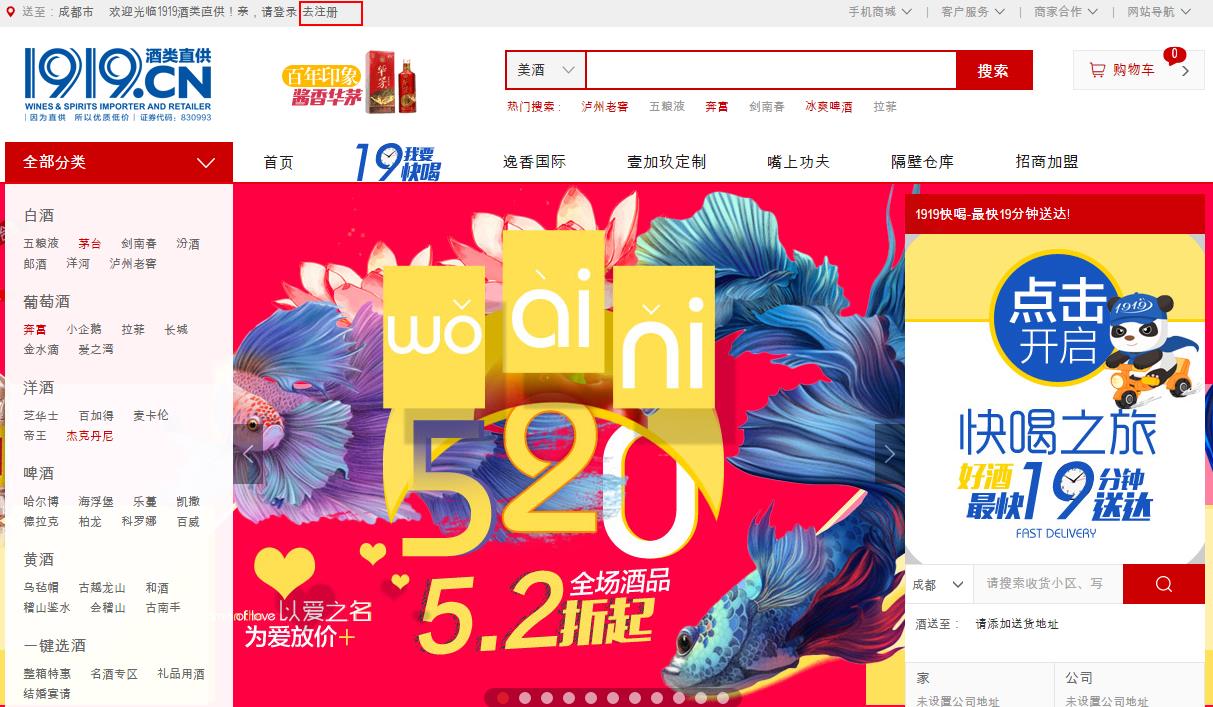 送至：成都市 欢迎光临1919酒类直供！亲，请登录 去注册
手机商城 | 客户服务 | 商家合作 | 网站导航
1919.CN 酒类直供
WINES & SPIRITS IMPORTER AND RETAILER
因为直供 所以优质低价 | 证券代码：830993
百年印象
酱香华茅
美酒 搜索
热门搜索： 泸州老窖 五粮液 奔富 剑南春 冰爽啤酒 拉菲
0
购物车
全部分类 首页 19我要快喝 逸香国际 壹加玖定制 嘴上功夫 隔壁仓库 招商加盟
白酒
五粮液 茅台 剑南春 汾酒
郎酒 洋河 泸州老窖
葡萄酒
奔富 小企鹅 拉菲 长城
金水滴 爱之湾
洋酒
芝华士 百加得 麦卡伦
帝王 杰克丹尼
啤酒
哈尔博 海浮堡 乐蔓 凯撒
德拉克 柏龙 科罗娜 百威
黄酒
乌毡帽 古越龙山 和酒
稽山鉴水 会稽山 古南丰
一键选酒
整箱特惠 名酒专区 礼品用酒
结婚宴请
wǒ ài nǐ
520
of love 以爱之名
为爱放价+
5.2折起
全场酒品
1919快喝-最快19分钟送达!
点击
开启
1919
快喝之旅
好酒
最快19分钟送达
FAST DELIVERY
成都 请搜索收货小区、写
酒送至： 请添加送货地址
家 公司
未设置公司地址 未设置公司地址